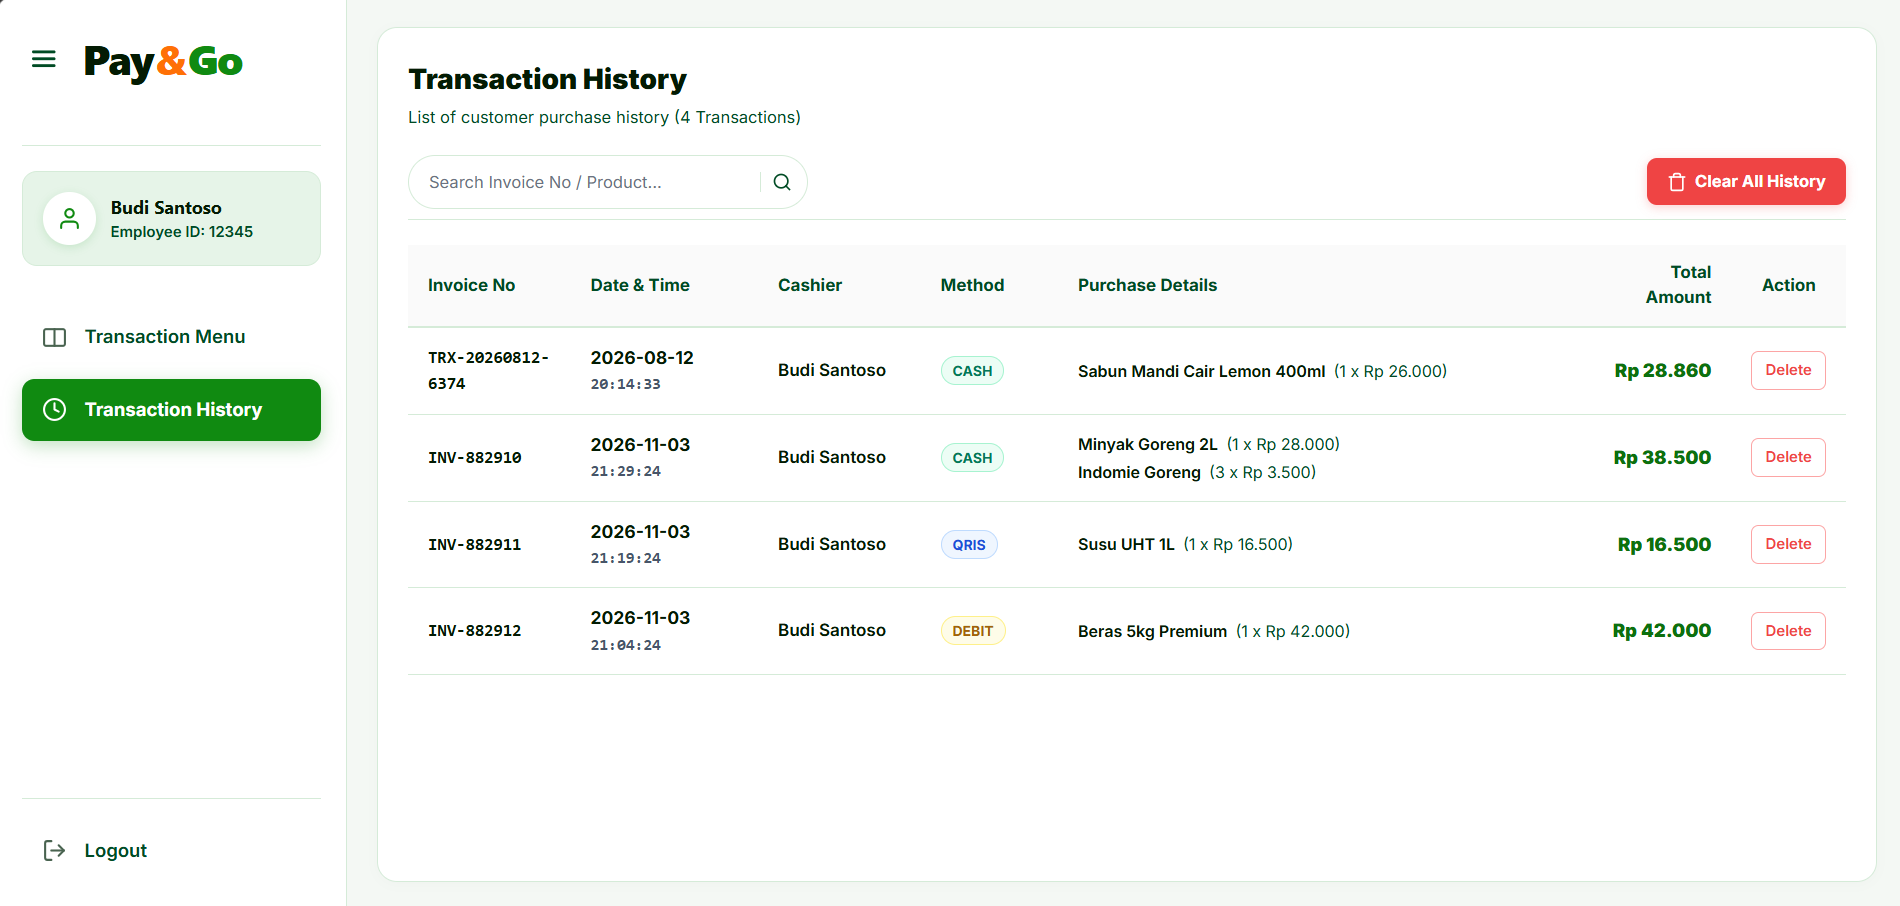 Pay&Go
Budi Santoso
Employee ID: 12345
Transaction Menu
Transaction History
Logout
Transaction History
List of customer purchase history (4 Transactions)
Search Invoice No / Product...
Clear All History
Invoice No Date & Time Cashier Method Purchase Details Total Amount Action
TRX-20260812-6374 2026-08-12 20:14:33 Budi Santoso CASH Sabun Mandi Cair Lemon 400ml (1 x Rp 26.000) Rp 28.860 Delete
INV-882910 2026-11-03 21:29:24 Budi Santoso CASH Minyak Goreng 2L (1 x Rp 28.000) Indomie Goreng (3 x Rp 3.500) Rp 38.500 Delete
INV-882911 2026-11-03 21:19:24 Budi Santoso QRIS Susu UHT 1L (1 x Rp 16.500) Rp 16.500 Delete
INV-882912 2026-11-03 21:04:24 Budi Santoso DEBIT Beras 5kg Premium (1 x Rp 42.000) Rp 42.000 Delete